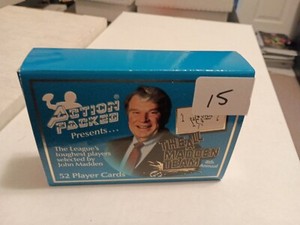 ACTION
PACKED
®
Presents...
The League's
toughest players
selected by
John Madden
52 Player Cards
15
THE ALL
MADDEN
TEAM